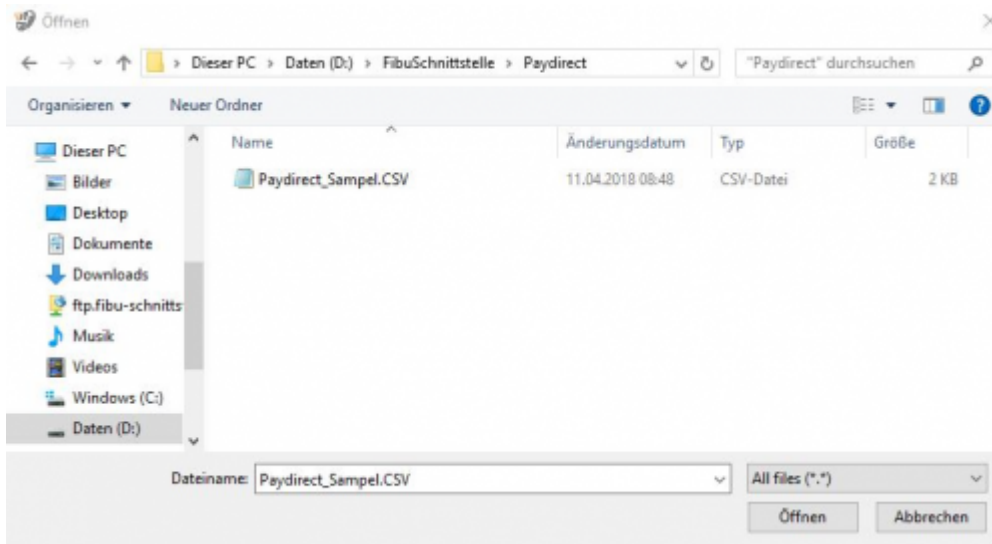 Öffnen
Dieser PC > Daten (D:) > FibuSchnittstelle > Paydirect
"Paydirect" durchsuchen
Organisieren
Neuer Ordner
Name
Änderungsdatum
Typ
Größe
Paydirect_Sampel.CSV
11.04.2018 08:48
CSV-Datei
2 KB
Dieser PC
Bilder
Desktop
Dokumente
Downloads
ftp.fibu-schnitts
Musik
Videos
Windows (C:)
Daten (D:)
Dateiname:
Paydirect_Sampel.CSV
All files (*.*)
Öffnen
Abbrechen